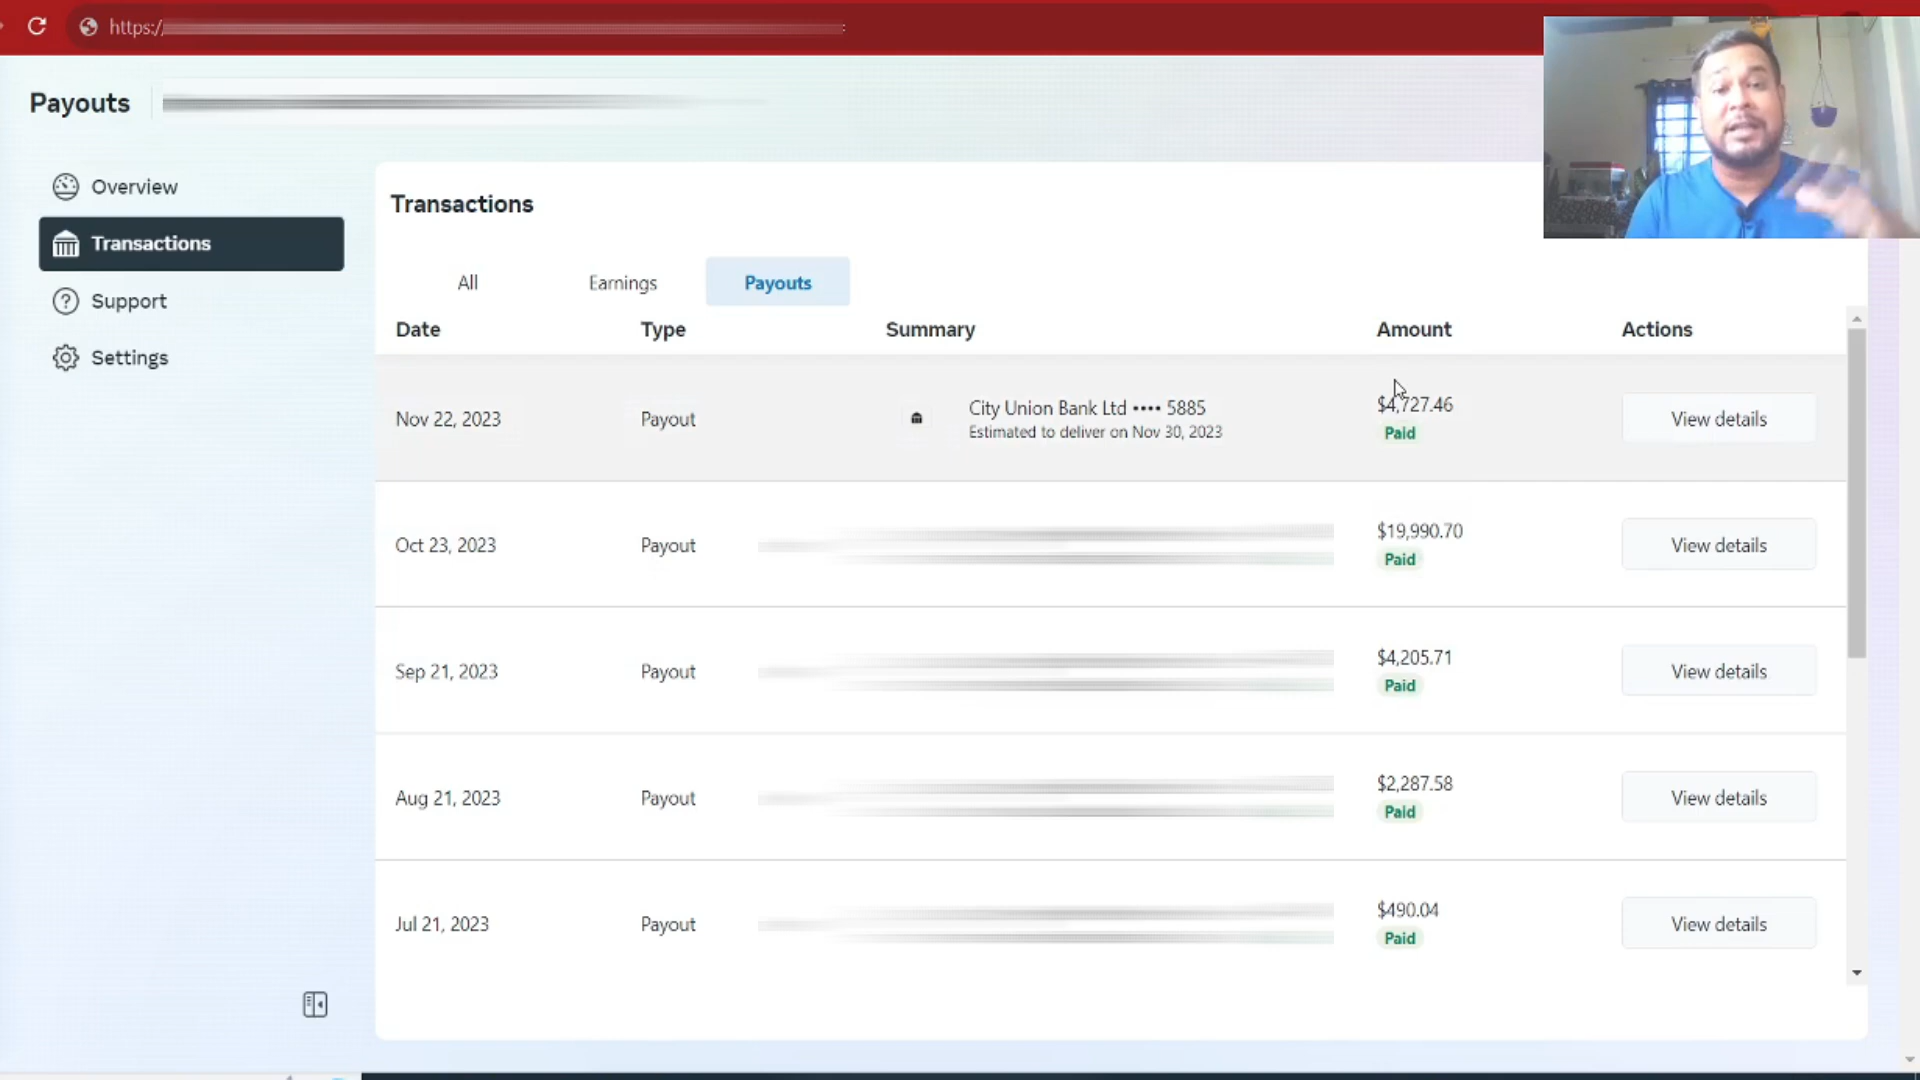 https:/
Payouts
Overview
Transactions
Support
Settings
Transactions
All Earnings Payouts
Date Type Summary Amount Actions
Nov 22, 2023 Payout City Union Bank Ltd •••• 5885 $4,727.46 View details
Estimated to deliver on Nov 30, 2023 Paid
Oct 23, 2023 Payout $19,990.70 View details
Paid
Sep 21, 2023 Payout $4,205.71 View details
Paid
Aug 21, 2023 Payout $2,287.58 View details
Paid
Jul 21, 2023 Payout $490.04 View details
Paid